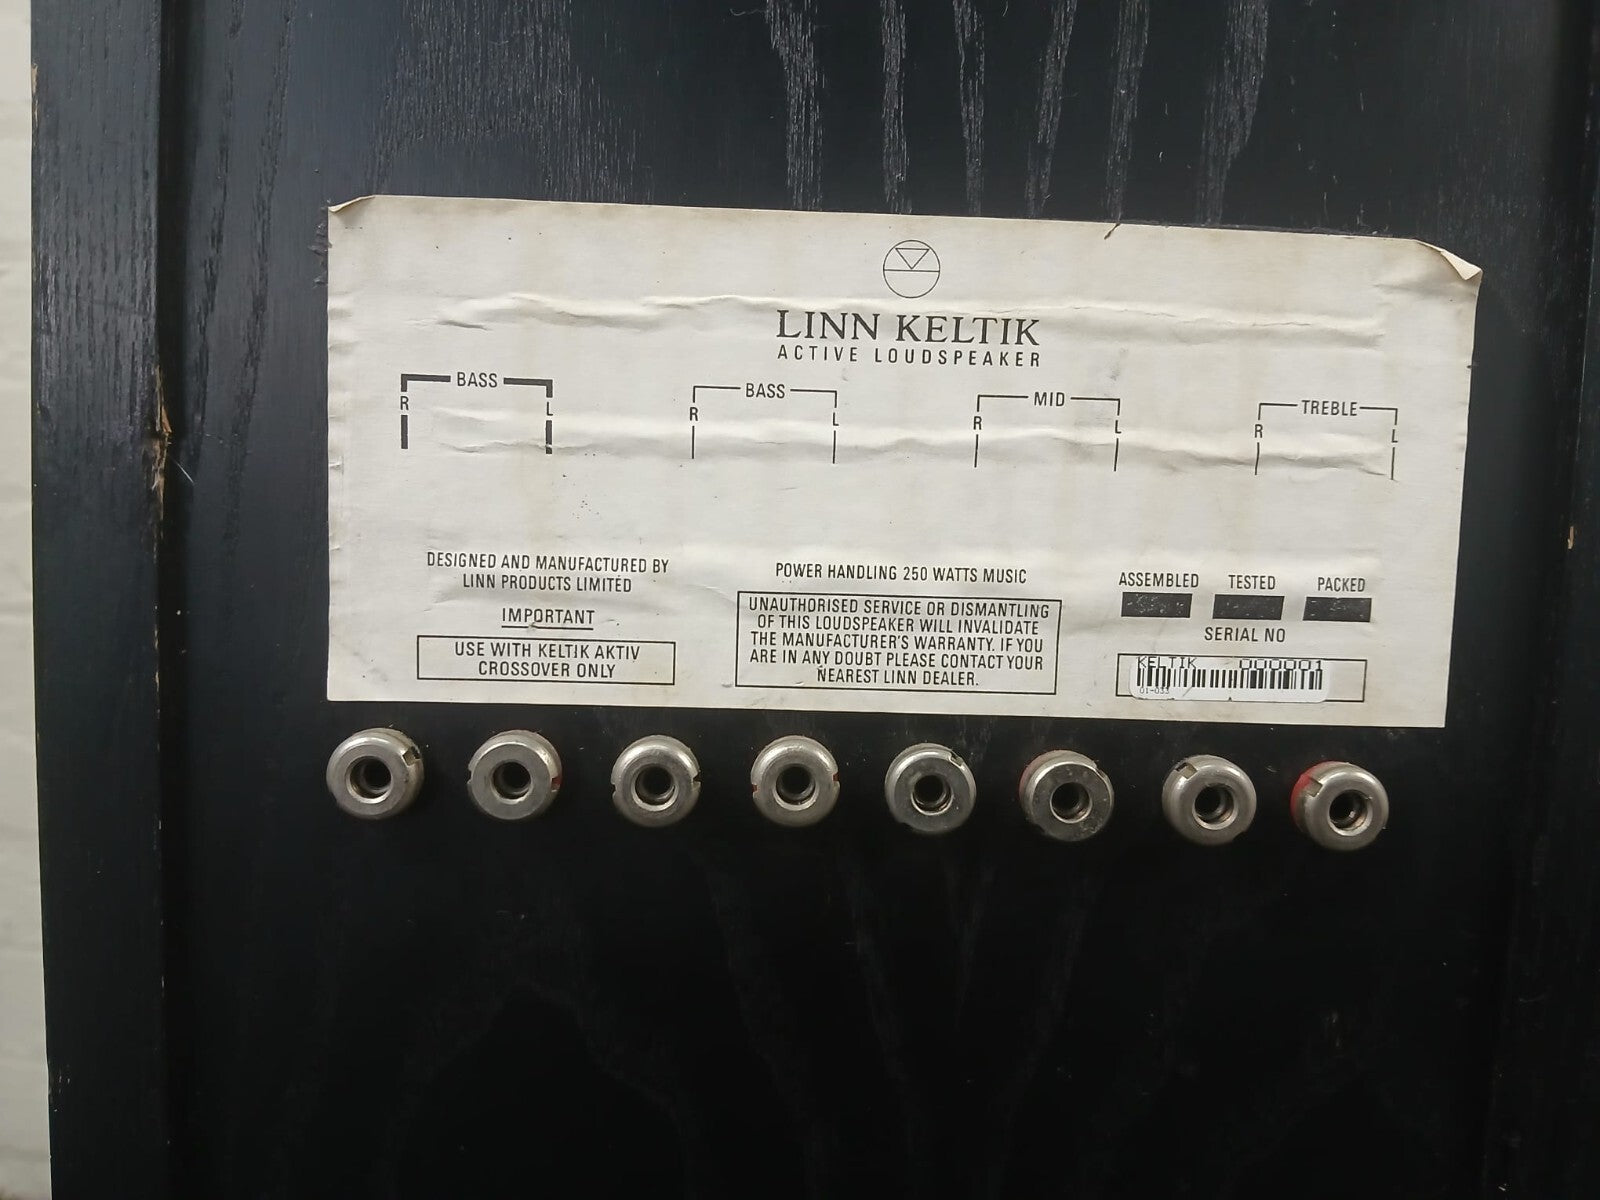 LINN KELTIK
ACTIVE LOUDSPEAKER
BASS
R L
BASS
R L
MID
R L
TREBLE
R L
DESIGNED AND MANUFACTURED BY
LINN PRODUCTS LIMITED
IMPORTANT
USE WITH KELTIK AKTIV
CROSSOVER ONLY
POWER HANDLING 250 WATTS MUSIC
UNAUTHORISED SERVICE OR DISMANTLING
OF THIS LOUDSPEAKER WILL INVALIDATE
THE MANUFACTURER'S WARRANTY. IF YOU
ARE IN ANY DOUBT PLEASE CONTACT YOUR
NEAREST LINN DEALER.
ASSEMBLED TESTED PACKED
SERIAL NO
KELTIK 000001
01-033